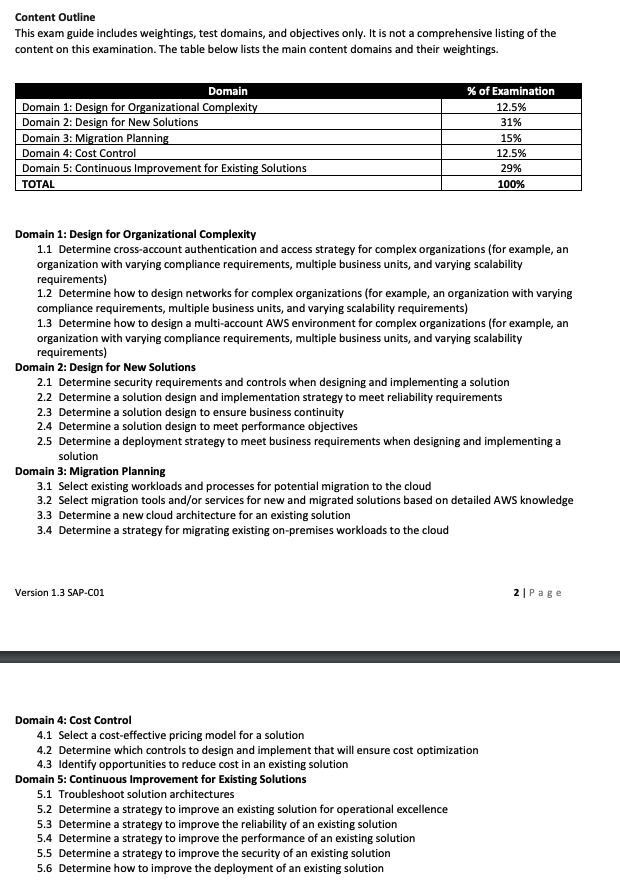 Content Outline
This exam guide includes weightings, test domains, and objectives only. It is not a comprehensive listing of the
content on this examination. The table below lists the main content domains and their weightings.
Domain % of Examination
Domain 1: Design for Organizational Complexity 12.5%
Domain 2: Design for New Solutions 31%
Domain 3: Migration Planning 15%
Domain 4: Cost Control 12.5%
Domain 5: Continuous Improvement for Existing Solutions 29%
TOTAL 100%
Domain 1: Design for Organizational Complexity
1.1 Determine cross-account authentication and access strategy for complex organizations (for example, an
organization with varying compliance requirements, multiple business units, and varying scalability
requirements)
1.2 Determine how to design networks for complex organizations (for example, an organization with varying
compliance requirements, multiple business units, and varying scalability requirements)
1.3 Determine how to design a multi-account AWS environment for complex organizations (for example, an
organization with varying compliance requirements, multiple business units, and varying scalability
requirements)
Domain 2: Design for New Solutions
2.1 Determine security requirements and controls when designing and implementing a solution
2.2 Determine a solution design and implementation strategy to meet reliability requirements
2.3 Determine a solution design to ensure business continuity
2.4 Determine a solution design to meet performance objectives
2.5 Determine a deployment strategy to meet business requirements when designing and implementing a
solution
Domain 3: Migration Planning
3.1 Select existing workloads and processes for potential migration to the cloud
3.2 Select migration tools and/or services for new and migrated solutions based on detailed AWS knowledge
3.3 Determine a new cloud architecture for an existing solution
3.4 Determine a strategy for migrating existing on-premises workloads to the cloud
Version 1.3 SAP-C01 2 | P a g e
Domain 4: Cost Control
4.1 Select a cost-effective pricing model for a solution
4.2 Determine which controls to design and implement that will ensure cost optimization
4.3 Identify opportunities to reduce cost in an existing solution
Domain 5: Continuous Improvement for Existing Solutions
5.1 Troubleshoot solution architectures
5.2 Determine a strategy to improve an existing solution for operational excellence
5.3 Determine a strategy to improve the reliability of an existing solution
5.4 Determine a strategy to improve the performance of an existing solution
5.5 Determine a strategy to improve the security of an existing solution
5.6 Determine how to improve the deployment of an existing solution